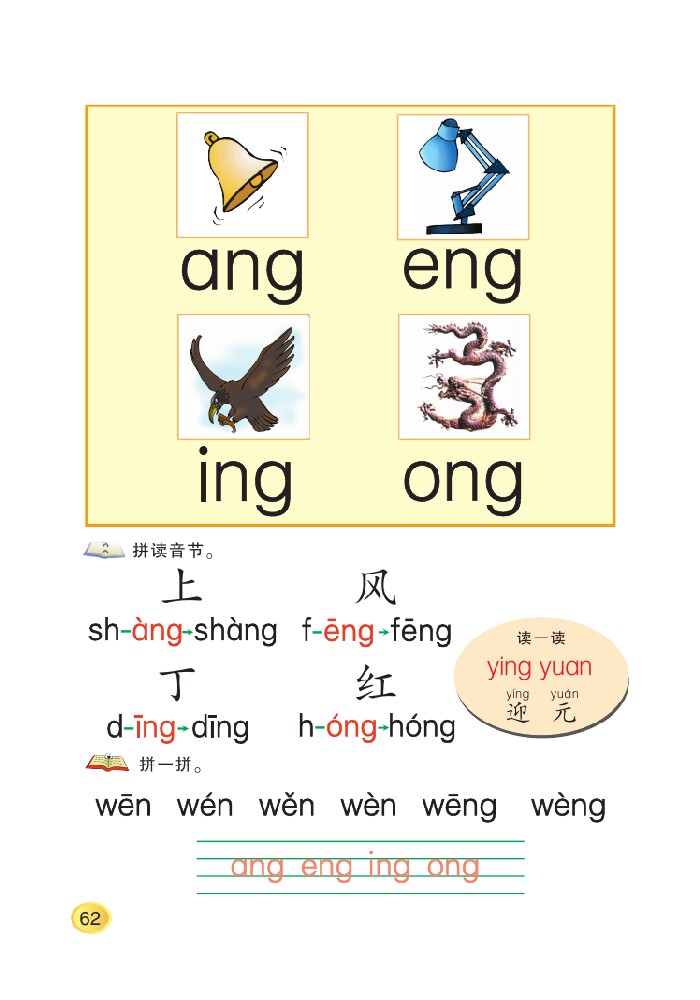 ang eng
ing ong
拼读音节。
上 风
sh-àng→shàng f-ēng→fēng
丁 红
d-īng→dīng h-óng→hóng
读一读
ying yuan
yíng yuán
迎 元
拼一拼。
wēn wén wěn wèn wēng wèng
ang eng ing ong
62